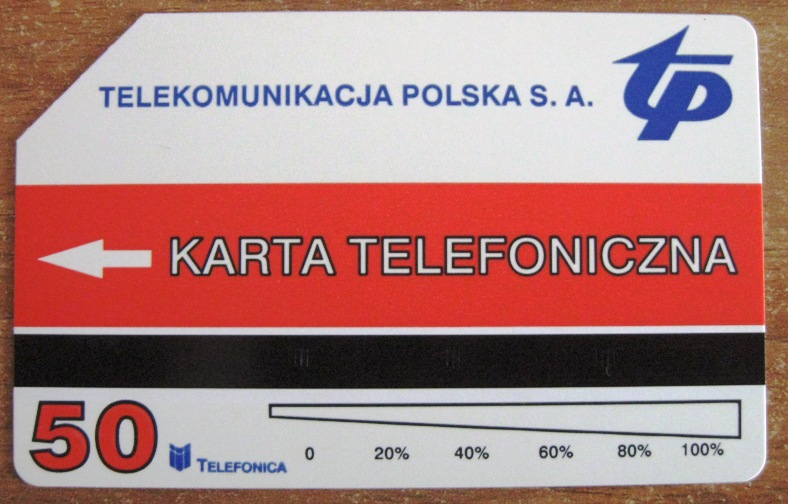 TELEKOMUNIKACJA POLSKA S. A.
tp
KARTA TELEFONICZNA
50
TELEFONICA
0 20% 40% 60% 80% 100%